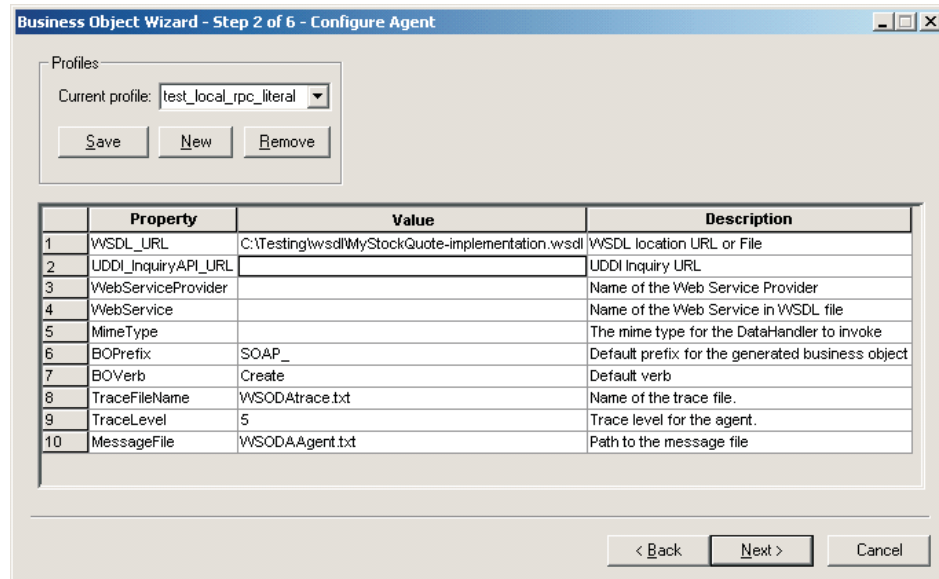 Business Object Wizard - Step 2 of 6 - Configure Agent
Profiles
Current profile: test_local_rpc_literal
Save New Remove
Property Value Description
1 WSDL_URL C:\Testing\wsdl\MyStockQuote-implementation.wsdl WSDL location URL or File
2 UDDI_InquiryAPI_URL UDDI Inquiry URL
3 WebServiceProvider Name of the Web Service Provider
4 WebService Name of the Web Service in WSDL file
5 MimeType The mime type for the DataHandler to invoke
6 BOPrefix SOAP_ Default prefix for the generated business object
7 BOVerb Create Default verb
8 TraceFileName WSODAtrace.txt Name of the trace file.
9 TraceLevel 5 Trace level for the agent.
10 MessageFile WSODAAgent.txt Path to the message file
< Back Next > Cancel